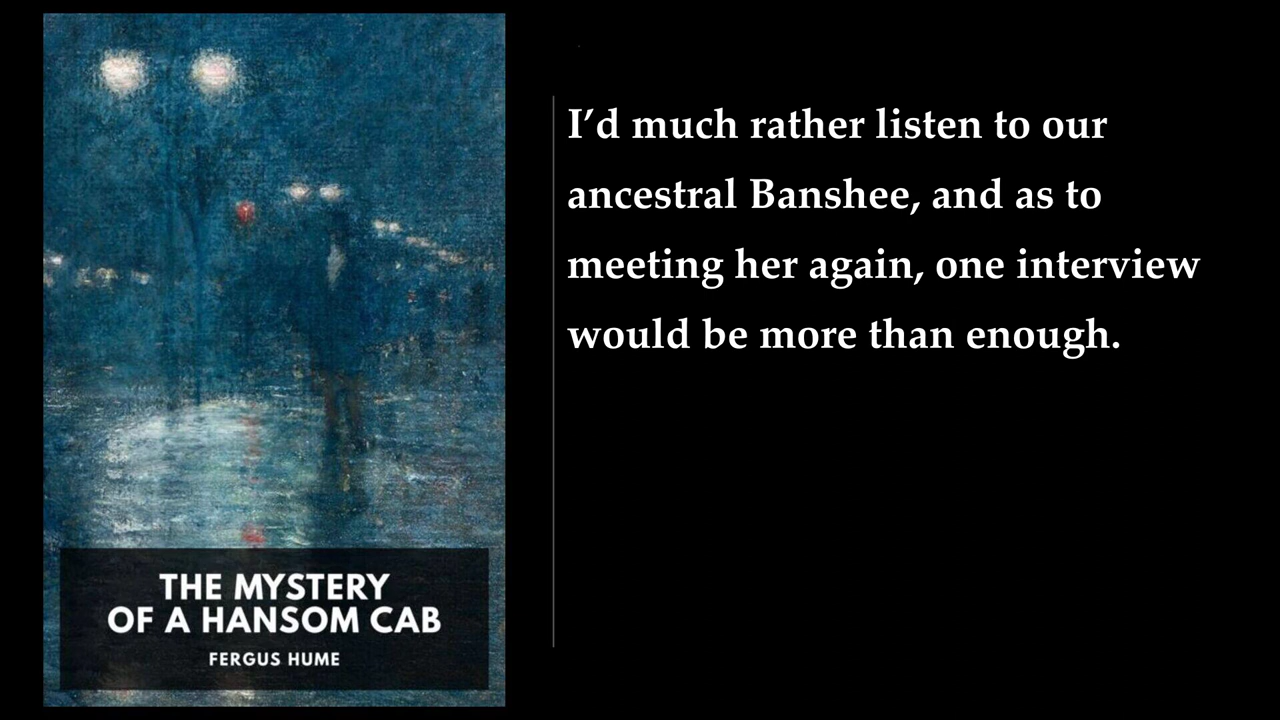 I’d much rather listen to our
ancestral Banshee, and as to
meeting her again, one interview
would be more than enough.
THE MYSTERY
OF A HANSOM CAB
FERGUS HUME